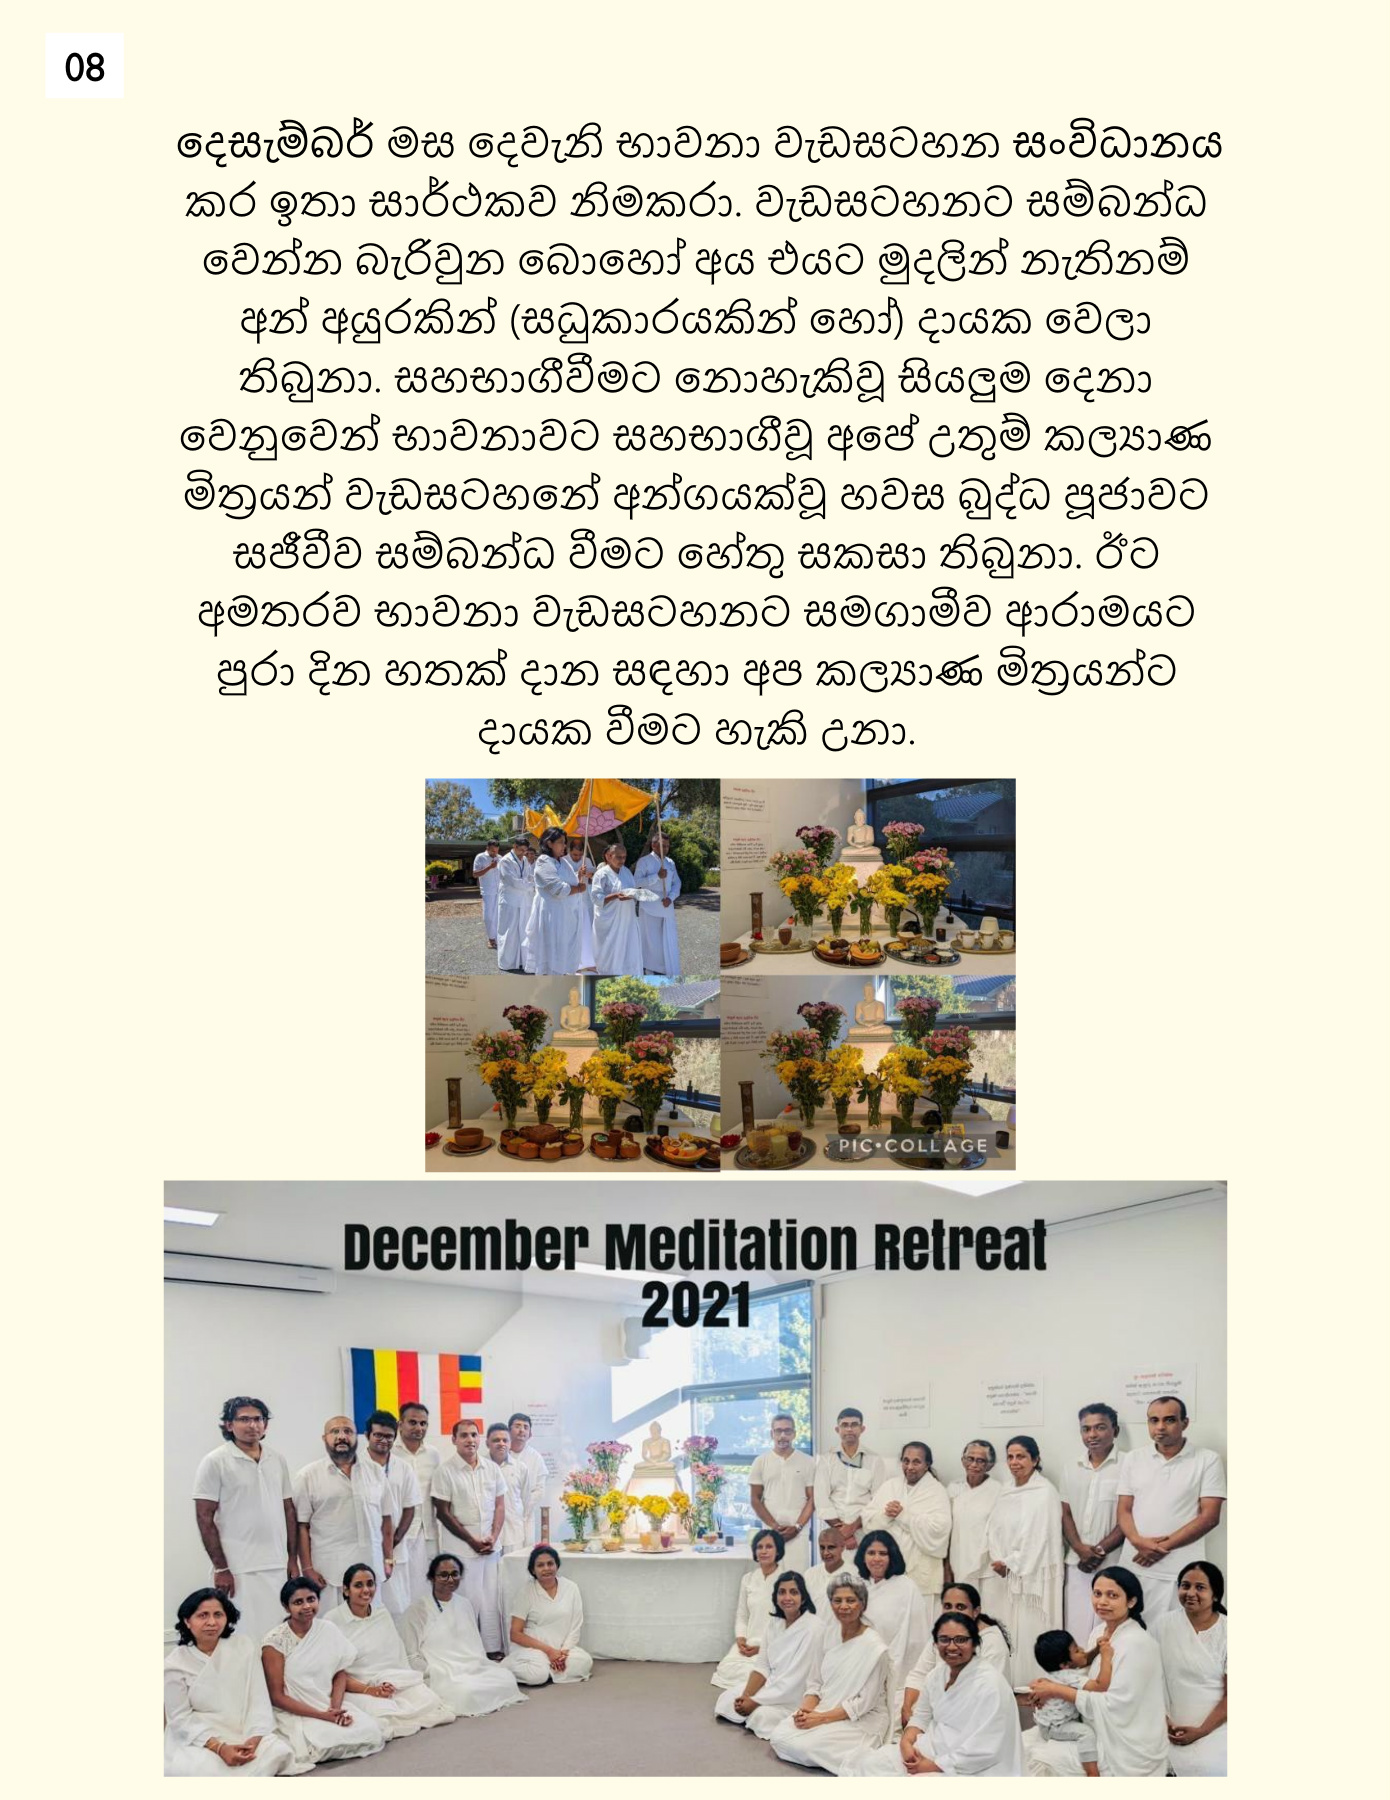 08
දෙසැම්බර් මස දෙවැනි භාවනා වැඩසටහන සංවිධානය
කර ඉතා සාර්ථකව නිමකරා. වැඩසටහනට සම්බන්ධ
වෙන්න බැරිවුන බොහෝ අය එයට මුදලින් නැතිනම්
අන් අයුරකින් (සධුකාරයකින් හෝ) දායක වෙලා
තිබුනා. සහභාගීවීමට නොහැකිවූ සියලුම දෙනා
වෙනුවෙන් භාවනාවට සහභාගීවූ අපේ උතුම් කල්‍යාණ
මිත්‍රයන් වැඩසටහනේ අන්ගයක්වූ හවස බුද්ධ පූජාවට
සජීවීව සම්බන්ධ වීමට හේතු සකසා තිබුනා. ඊට
අමතරව භාවනා වැඩසටහනට සමගාමීව ආරාමයට
පුරා දින හතක් දාන සඳහා අප කල්‍යාණ මිත්‍රයන්ට
දායක වීමට හැකි උනා.
PIC•COLLAGE
December Meditation Retreat
2021